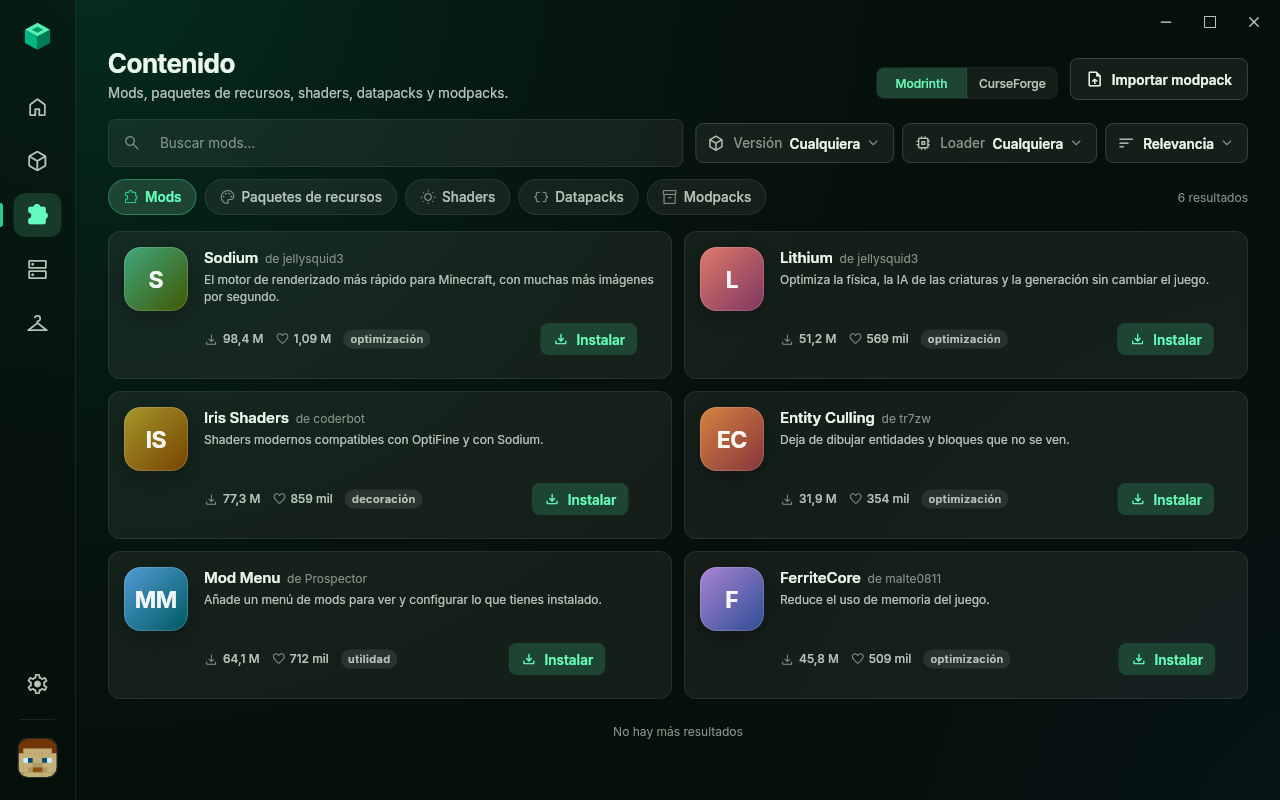 Contenido
Mods, paquetes de recursos, shaders, datapacks y modpacks.
Modrinth
CurseForge
Importar modpack
Buscar mods...
Versión Cualquiera
Loader Cualquiera
Relevancia
Mods
Paquetes de recursos
Shaders
Datapacks
Modpacks
6 resultados
S
Sodium de jellysquid3
El motor de renderizado más rápido para Minecraft, con muchas más imágenes
por segundo.
98,4 M 1,09 M optimización Instalar
L
Lithium de jellysquid3
Optimiza la física, la IA de las criaturas y la generación sin cambiar el juego.
51,2 M 569 mil optimización Instalar
IS
Iris Shaders de coderbot
Shaders modernos compatibles con OptiFine y con Sodium.
77,3 M 859 mil decoración Instalar
EC
Entity Culling de tr7zw
Deja de dibujar entidades y bloques que no se ven.
31,9 M 354 mil optimización Instalar
MM
Mod Menu de Prospector
Añade un menú de mods para ver y configurar lo que tienes instalado.
64,1 M 712 mil utilidad Instalar
F
FerriteCore de malte0811
Reduce el uso de memoria del juego.
45,8 M 509 mil optimización Instalar
No hay más resultados